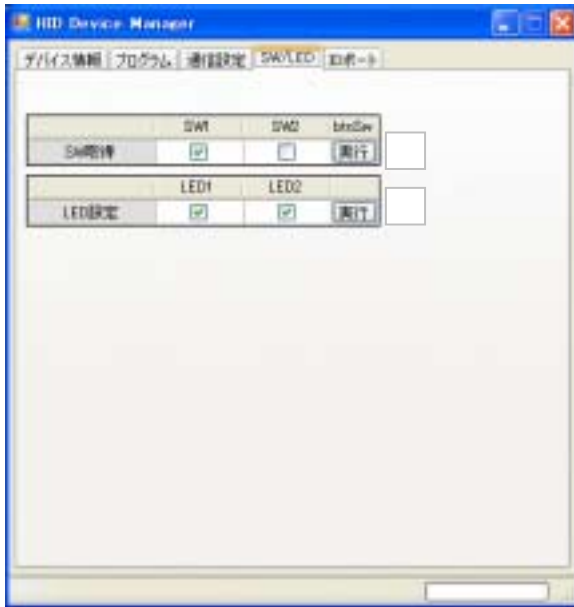 HID Device Manager
デバイス情報 プログラム 通信設定 SW/LED IOポート
SW1 SW2 btnSw
SW取得 実行
LED1 LED2
LED設定 実行